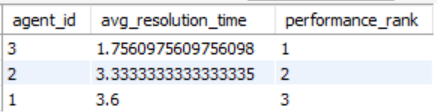 agent_id avg_resolution_time performance_rank
3 1.7560975609756098 1
2 3.3333333333333335 2
1 3.6 3